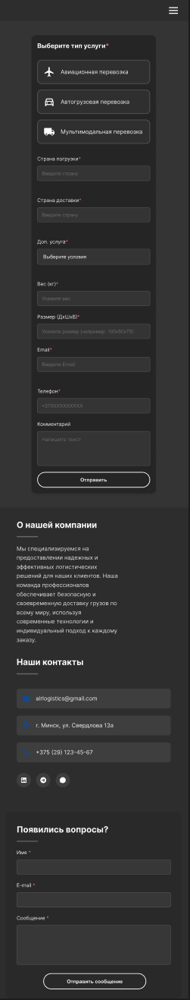 Выберите тип услуги*
Авиационная перевозка
Автогрузовая перевозка
Мультимодальная перевозка
Страна погрузки*
Введите страну
Страна доставки*
Введите страну
Доп. услуга*
Выберите условия
Вес (кг)*
Укажите вес
Размер (ДхШхВ)*
Укажите размер (например: 100x50x75)
Email*
Введите Email
Телефон*
+375XXXXXXXXX
Комментарий
Напишите текст
Отправить
О нашей компании
Мы специализируемся на
предоставлении надежных и
эффективных логистических
решений для наших клиентов. Наша
команда профессионалов
обеспечивает безопасную и
своевременную доставку грузов по
всему миру, используя
современные технологии и
индивидуальный подход к каждому
заказу.
Наши контакты
airlogistics@gmail.com
г. Минск, ул. Свердлова 13а
+375 (29) 123-45-67
Появились вопросы?
Имя *
E-mail *
Сообщение *
Отправить сообщение